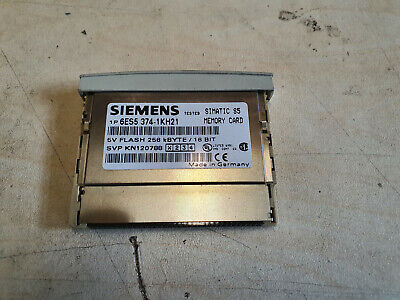 SIEMENS TESTED SIMATIC S5
1P 6ES5 374-1KH21 MEMORY CARD
5V FLASH 256 kBYTE / 16 BIT
SVP KN120788
Made in Germany